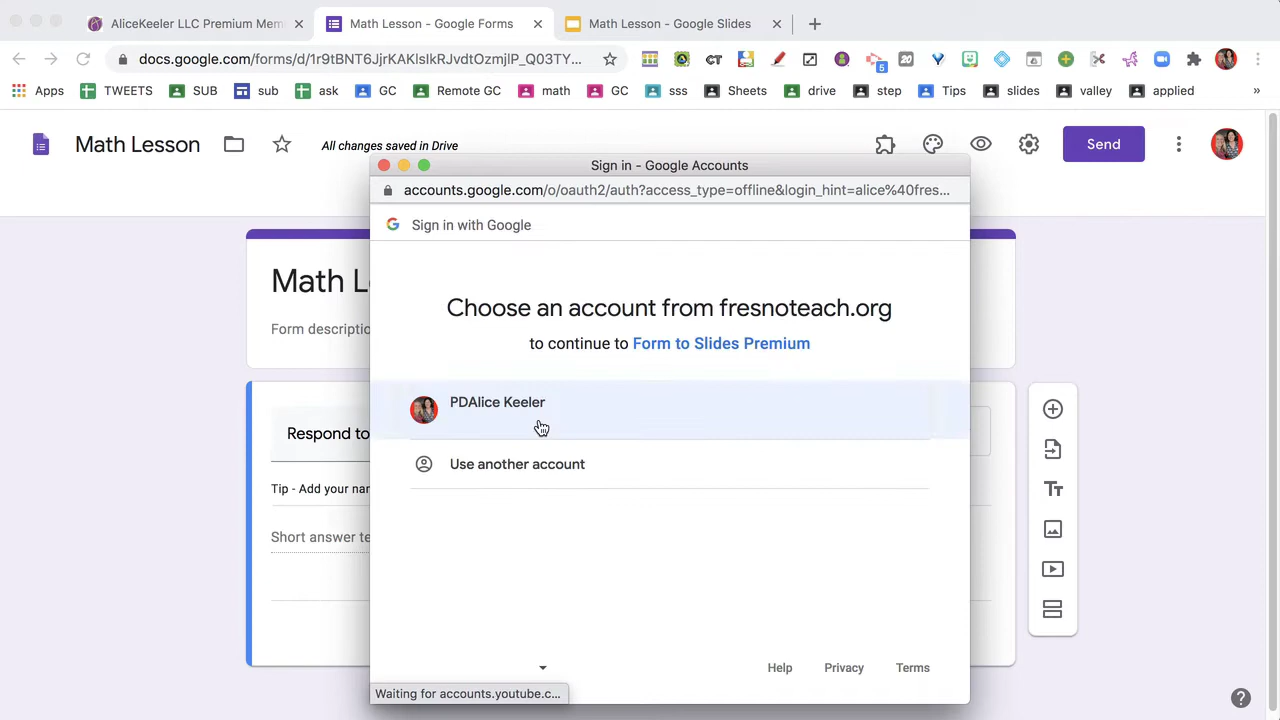 AliceKeeler LLC Premium Mem
Math Lesson - Google Forms
Math Lesson - Google Slides
docs.google.com/forms/d/1r9tBNT6JjrKAKlsIkRJvdtOzmjlP_Q03TY...
CT
5
20
Apps
TWEETS
SUB
sub
ask
GC
Remote GC
math
GC
sss
Sheets
drive
step
Tips
slides
valley
applied
»
Math Lesson
All changes saved in Drive
Send
Sign in - Google Accounts
accounts.google.com/o/oauth2/auth?access_type=offline&login_hint=alice%40fres...
Sign in with Google
Math L
Form descriptio
Choose an account from fresnoteach.org
to continue to Form to Slides Premium
PDAlice Keeler
Use another account
Respond to
Tip - Add your nar
Short answer te
Tт
Help
Privacy
Terms
Waiting for accounts.youtube.c...